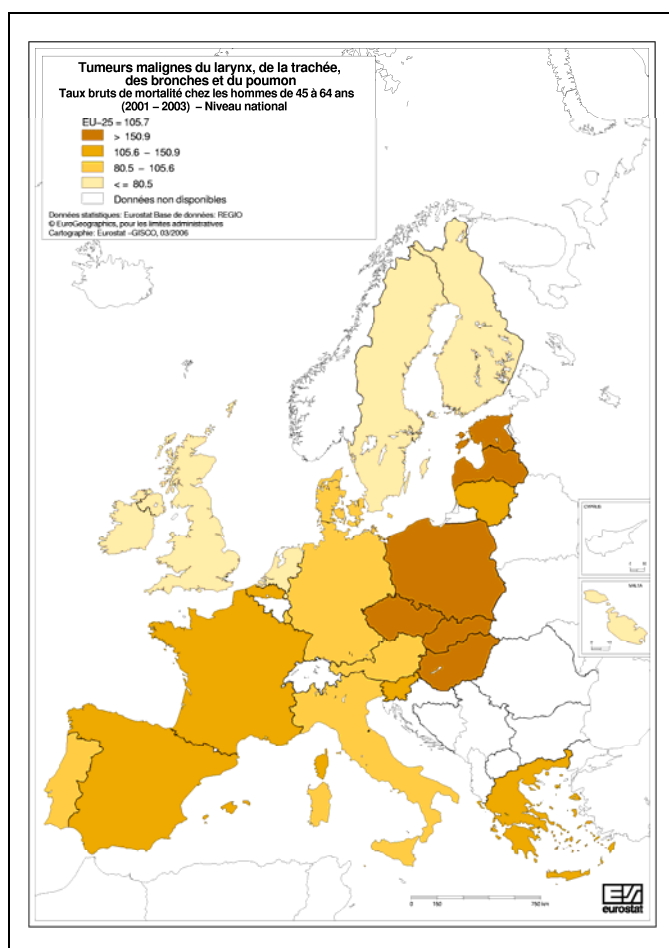 Tumeurs malignes du larynx, de la trachée,
des bronches et du poumon
Taux bruts de mortalité chez les hommes de 45 à 64 ans
(2001 – 2003) – Niveau national
EU–25 = 105.7
> 150.9
105.6 – 150.9
80.5 – 105.6
< = 80.5
Données non disponibles
Données statistiques: Eurostat Base de données: REGIO
© EuroGeographics, pour les limites administratives
Cartographie: Eurostat –GISCO, 03/2006
CYPRUS
MALTA
0 150 750 km
eurostat